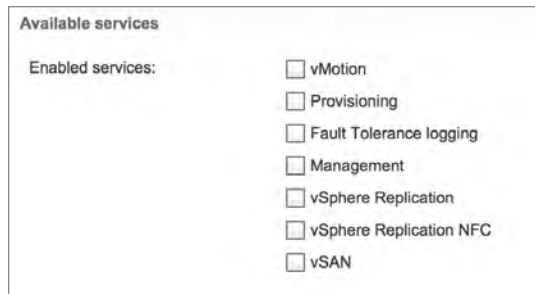 Available services
Enabled services:
vMotion
Provisioning
Fault Tolerance logging
Management
vSphere Replication
vSphere Replication NFC
vSAN